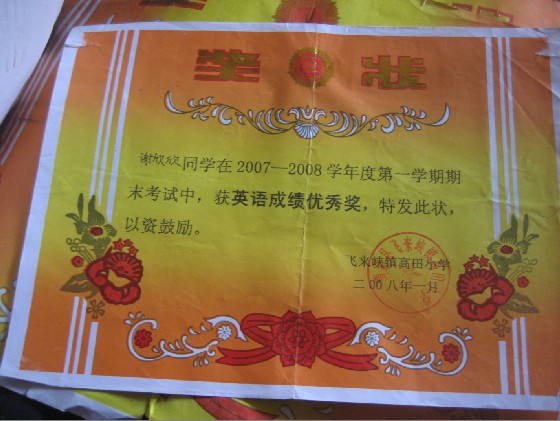 奖 状
谢欣欣同学在2007—2008学年度第一学期期
末考试中，获英语成绩优秀奖，特发此状，
以资鼓励。
飞来峡镇高田小学
二00八年一月